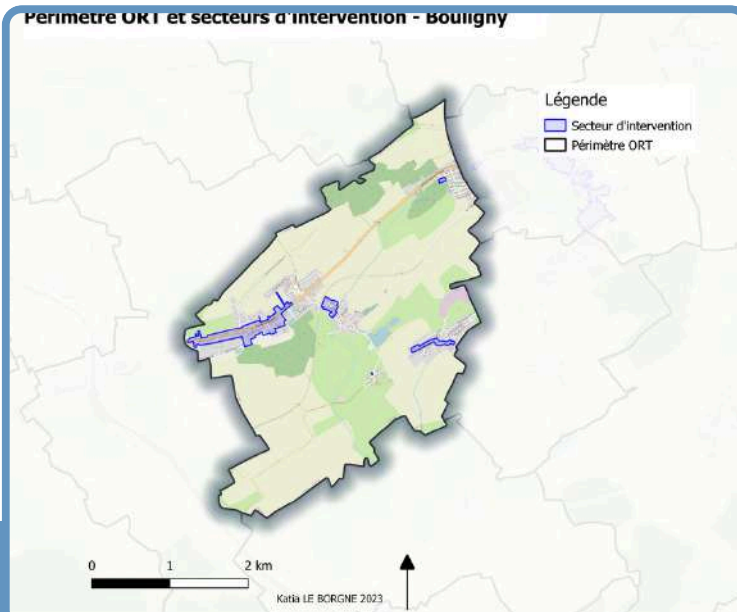 Périmètre ORT et secteurs d'intervention - Bouligny
Légende
Secteur d'intervention
Périmètre ORT
0 1 2 km
Katia LE BORGNE 2023